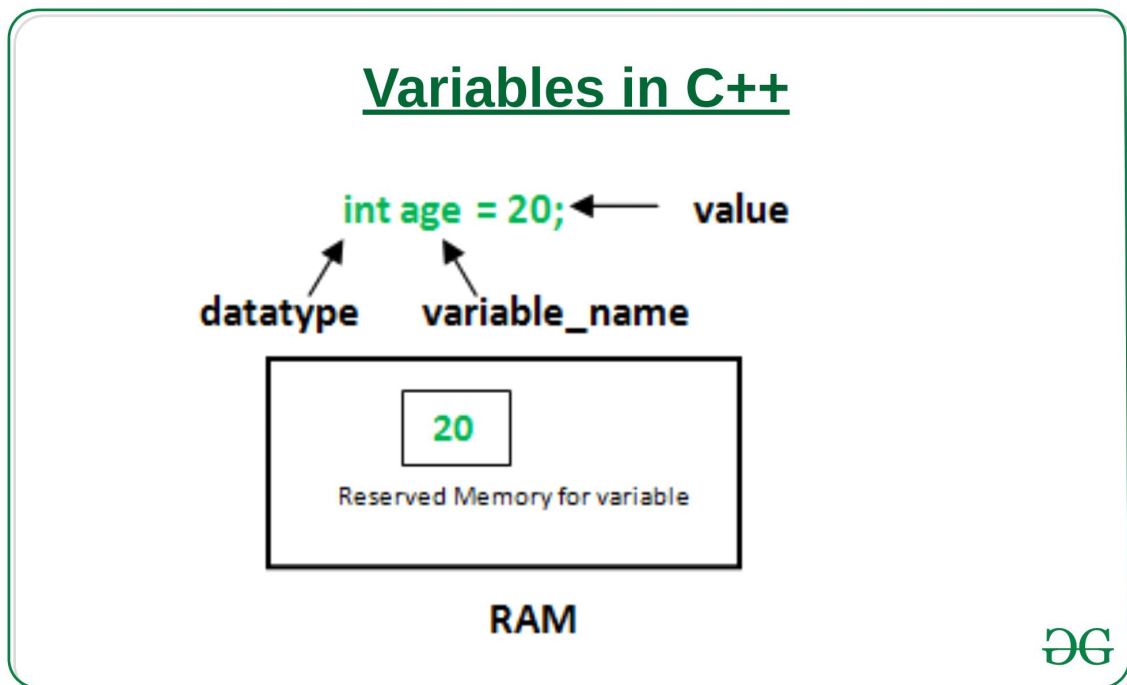 Variables in C++
int age = 20; value
datatype variable_name
20
Reserved Memory for variable
RAM